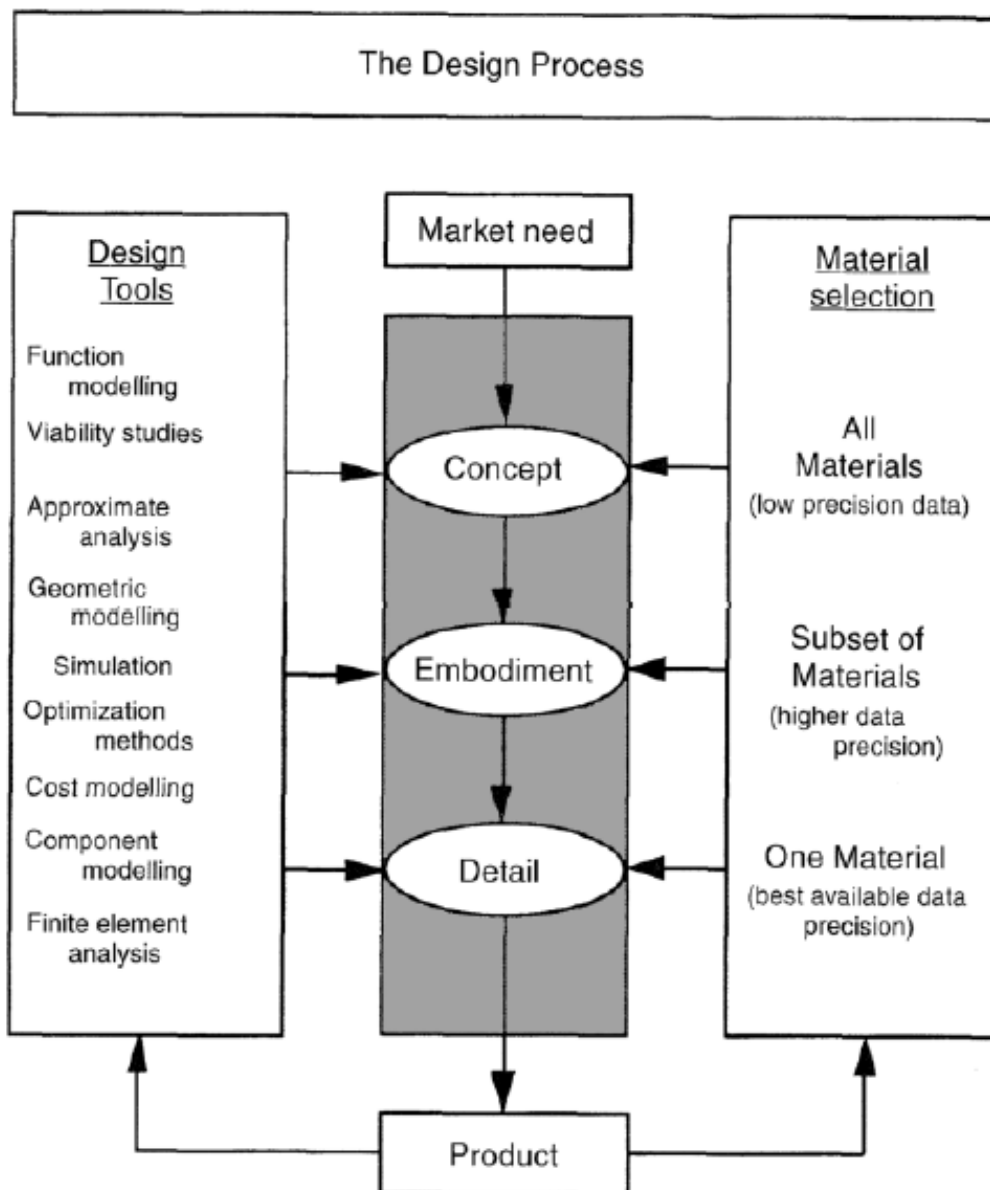 The Design Process
Market need
Design
Tools
Function
modelling
Viability studies
Approximate
analysis
Geometric
modelling
Simulation
Optimization
methods
Cost modelling
Component
modelling
Finite element
analysis
Concept
Embodiment
Detail
Product
Material
selection
All
Materials
(low precision data)
Subset of
Materials
(higher data
precision)
One Material
(best available data
precision)